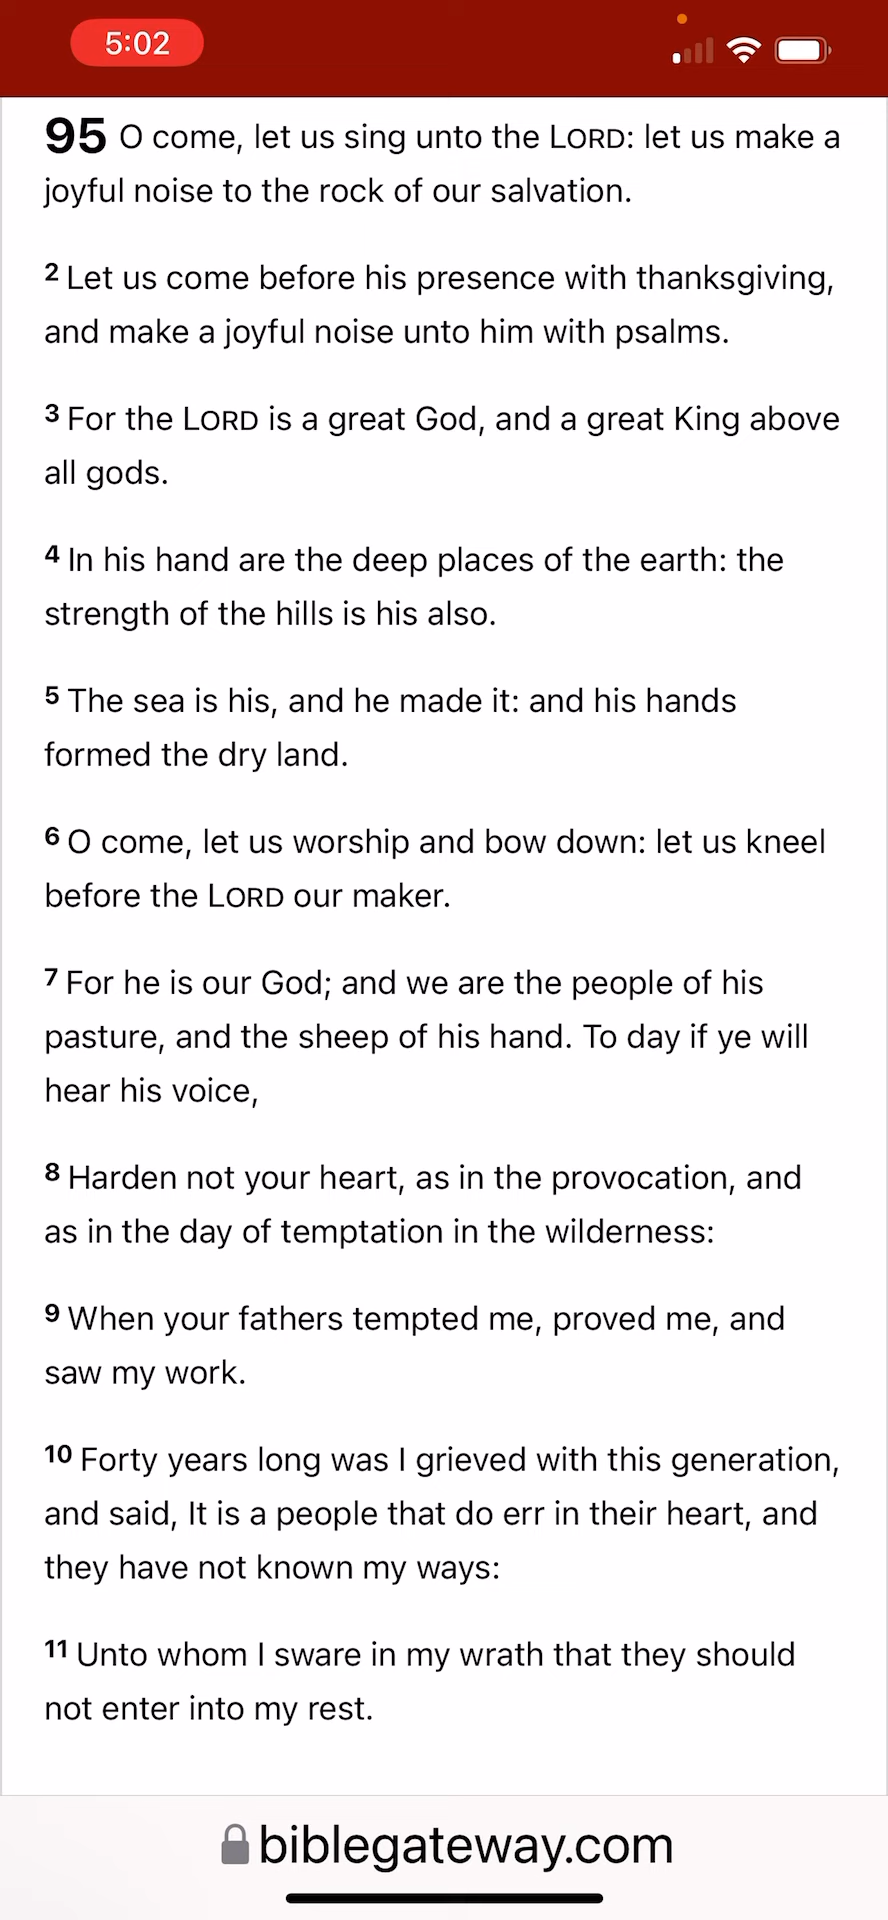 5:02
95 O come, let us sing unto the LORD: let us make a
joyful noise to the rock of our salvation.
2 Let us come before his presence with thanksgiving,
and make a joyful noise unto him with psalms.
3 For the LORD is a great God, and a great King above
all gods.
4 In his hand are the deep places of the earth: the
strength of the hills is his also.
5 The sea is his, and he made it: and his hands
formed the dry land.
6 O come, let us worship and bow down: let us kneel
before the LORD our maker.
7 For he is our God; and we are the people of his
pasture, and the sheep of his hand. To day if ye will
hear his voice,
8 Harden not your heart, as in the provocation, and
as in the day of temptation in the wilderness:
9 When your fathers tempted me, proved me, and
saw my work.
10 Forty years long was I grieved with this generation,
and said, It is a people that do err in their heart, and
they have not known my ways:
11 Unto whom I sware in my wrath that they should
not enter into my rest.
biblegateway.com